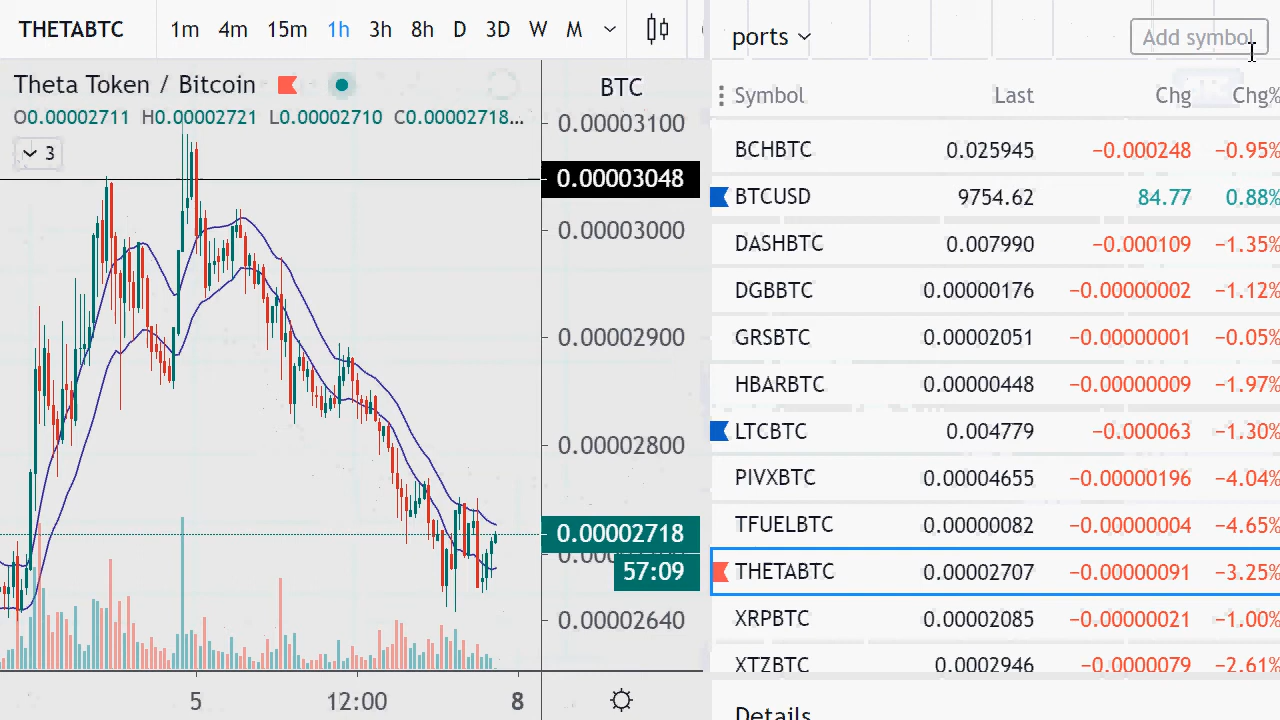 THETABTC 1m 4m 15m 1h 3h 8h D 3D W M
Theta Token / Bitcoin
O0.00002711 H0.00002721 L0.00002710 C0.00002718...
3
BTC
0.00003100
0.00003048
0.00003000
0.00002900
0.00002800
0.00002718
57:09
0.00002640
5 12:00 8
ports
Add symbol
Symbol Last Chg Chg%
BCHBTC 0.025945 −0.000248 −0.95%
BTCUSD 9754.62 84.77 0.88%
DASHBTC 0.007990 −0.000109 −1.35%
DGBBTC 0.00000176 −0.00000002 −1.12%
GRSBTC 0.00002051 −0.00000001 −0.05%
HBARBTC 0.00000448 −0.00000009 −1.97%
LTCBTC 0.004779 −0.000063 −1.30%
PIVXBTC 0.00004655 −0.00000196 −4.04%
TFUELBTC 0.00000082 −0.00000004 −4.65%
THETABTC 0.00002707 −0.00000091 −3.25%
XRPBTC 0.00002085 −0.00000021 −1.00%
XTZBTC 0.0002946 −0.0000079 −2.61%
Details